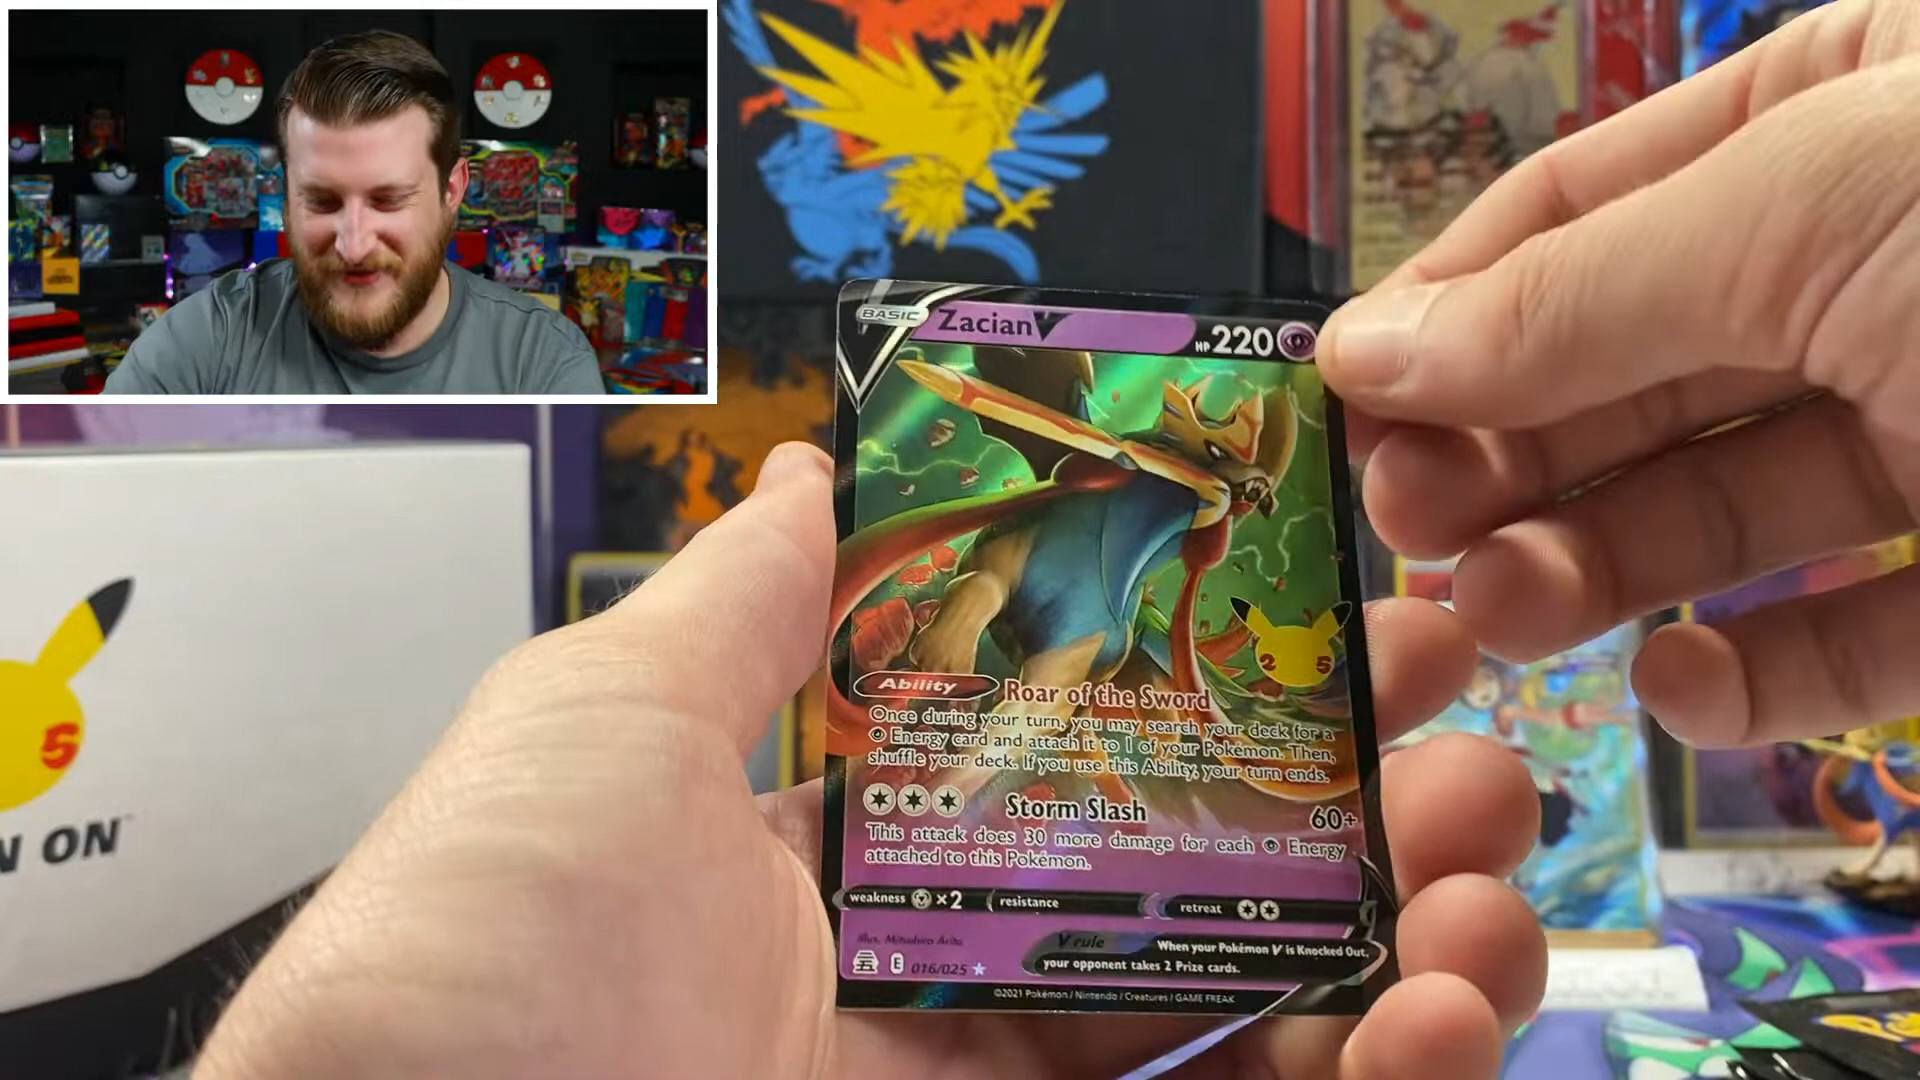 BASIC Zacian V HP 220
2 5
Ability Roar of the Sword
Once during your turn, you may search your deck for a
Energy card and attach it to 1 of your Pokémon. Then,
shuffle your deck. If you use this Ability, your turn ends.
Storm Slash 60+
This attack does 30 more damage for each Energy
attached to this Pokémon.
weakness ×2 resistance retreat
Illus. Mitsuhiro Arita
V rule When your Pokémon V is Knocked Out,
your opponent takes 2 Prize cards.
E 016/025
©2021 Pokémon / Nintendo / Creatures / GAME FREAK
5
N ON